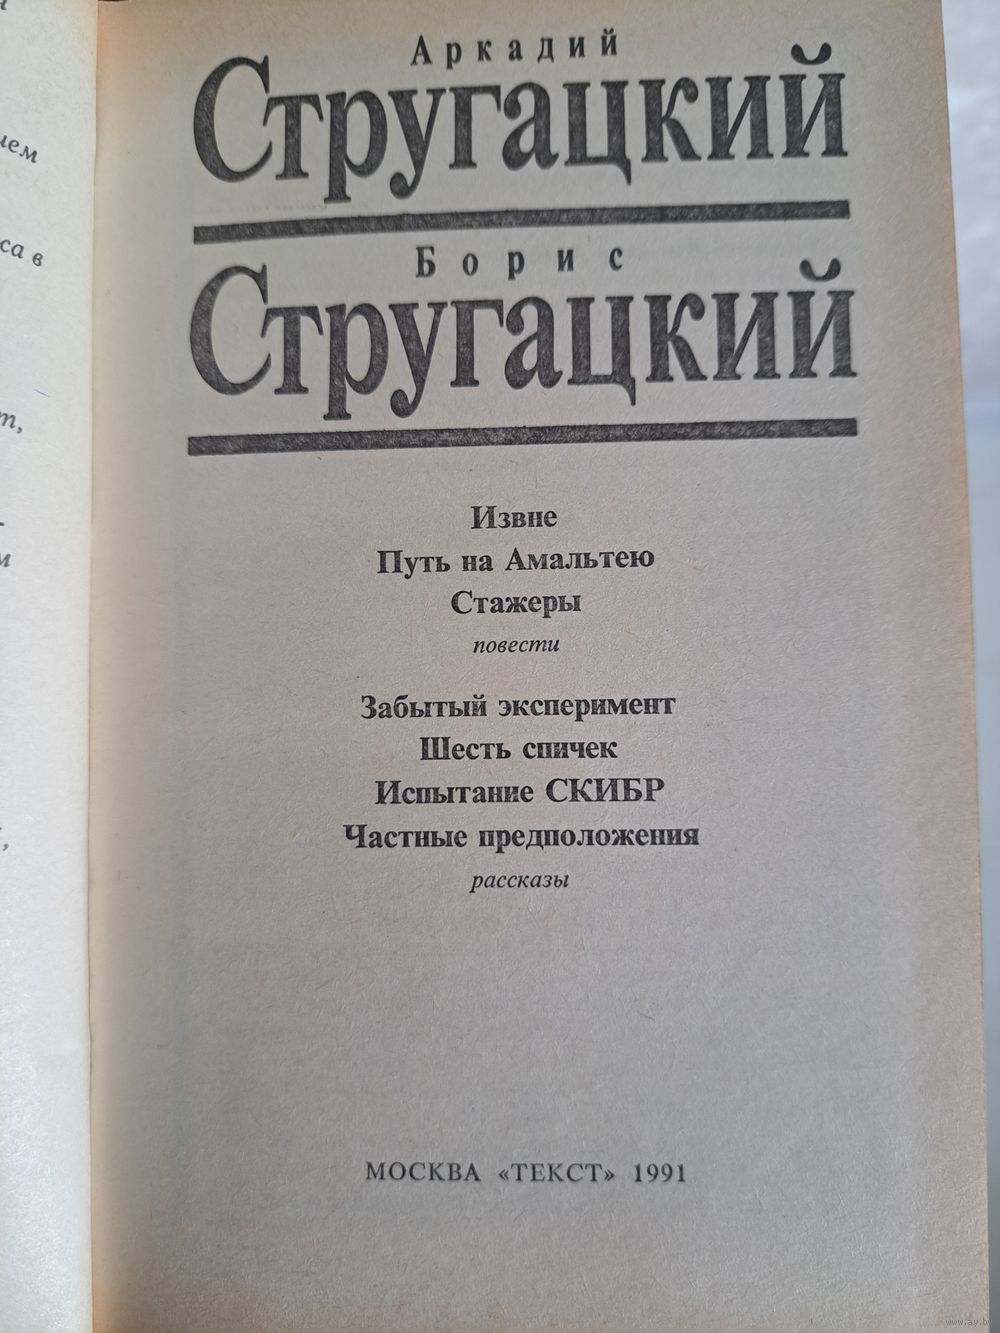 Аркадий
Стругацкий
Борис
Стругацкий
Извне
Путь на Амальтею
Стажеры
повести
Забытый эксперимент
Шесть спичек
Испытание СКИБР
Частные предположения
рассказы
МОСКВА «ТЕКСТ» 1991